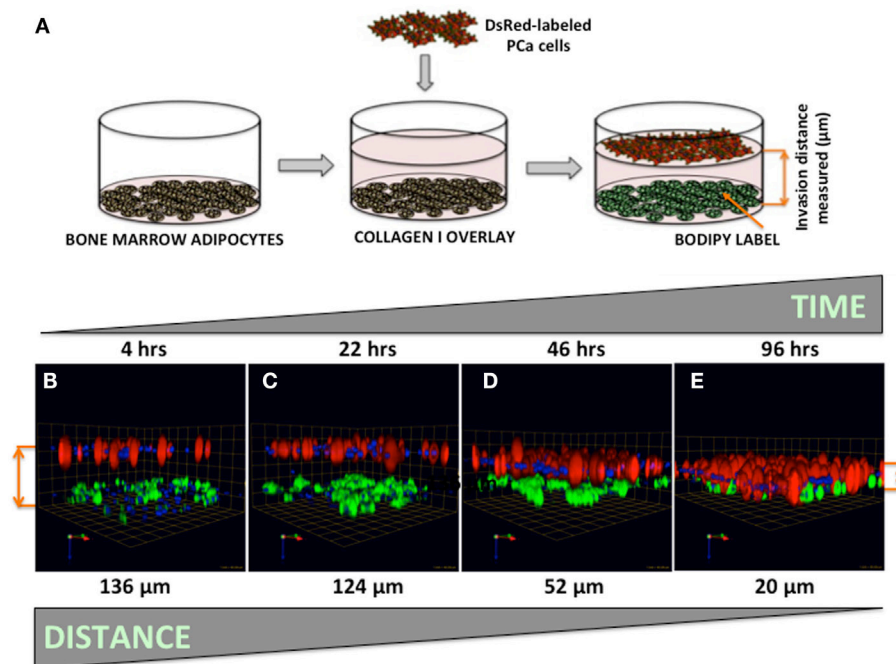 A
DsRed-labeled
PCa cells
Invasion distance
measured (μm)
BONE MARROW ADIPOCYTES
COLLAGEN I OVERLAY
BODIPY LABEL
TIME
4 hrs
22 hrs
46 hrs
96 hrs
B
C
D
E
136 μm
124 μm
52 μm
20 μm
DISTANCE